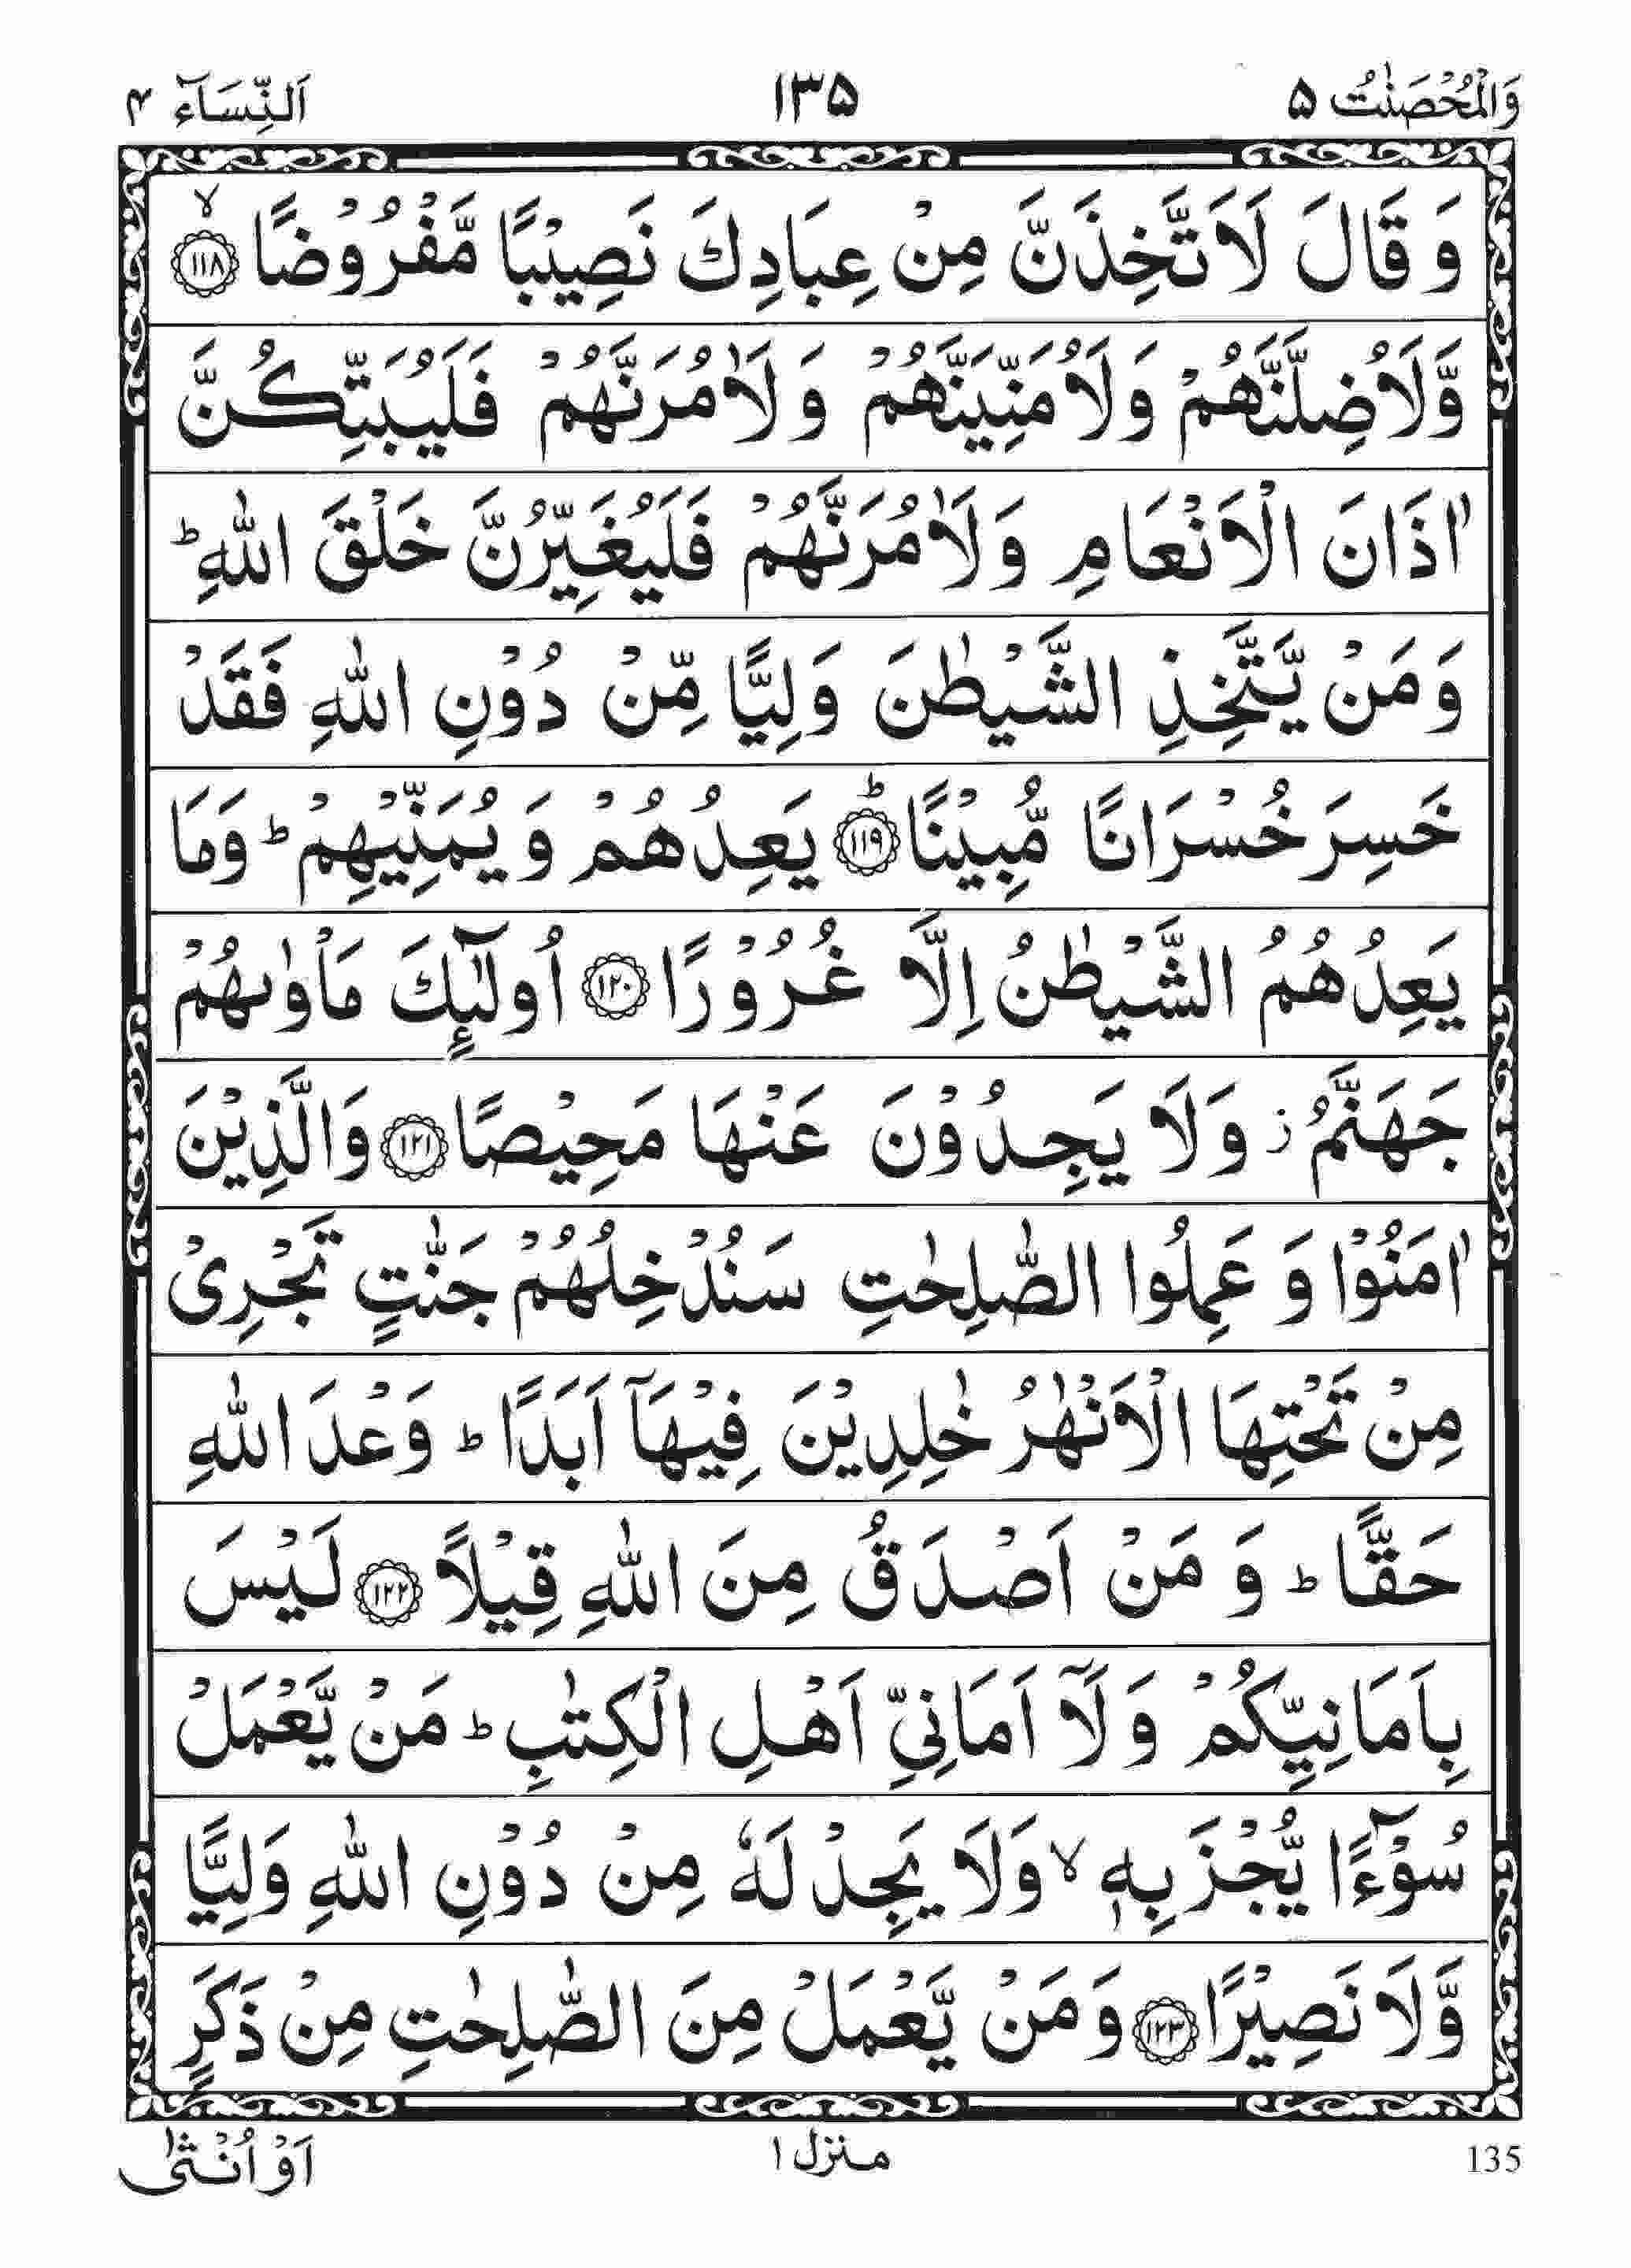 وَالْمُحْصَنٰتُ ۵ ۱۳۵ اَلنِّسَآء ۴
وَ قَالَ لَاَتَّخِذَنَّ مِنْ عِبَادِكَ نَصِيْبًا مَّفْرُوْضًا ۙ﴿۱۱۸﴾
وَّلَاُضِلَّنَّهُمْ وَلَاُمَنِّيَنَّهُمْ وَ لَاٰمُرَنَّهُمْ فَلَيُبَتِّكُنَّ
اٰذَانَ الْاَنْعَامِ وَلَاٰمُرَنَّهُمْ فَلَيُغَيِّرُنَّ خَلْقَ اللّٰهِ ؕ
وَمَنْ يَّتَّخِذِ الشَّيْطٰنَ وَلِيًّا مِّنْ دُوْنِ اللّٰهِ فَقَدْ
خَسِرَ خُسْرَانًا مُّبِيْنًا ؕ﴿۱۱۹﴾ يَعِدُهُمْ وَ يُمَنِّيْهِمْ ؕ وَمَا
يَعِدُهُمُ الشَّيْطٰنُ اِلَّا غُرُوْرًا ﴿۱۲۰﴾ اُولٰٓئِكَ مَاْوٰىهُمْ
جَهَنَّمُ ز وَلَا يَجِدُوْنَ عَنْهَا مَحِيْصًا ﴿۱۲۱﴾ وَالَّذِيْنَ
اٰمَنُوْا وَ عَمِلُوا الصّٰلِحٰتِ سَنُدْخِلُهُمْ جَنّٰتٍ تَجْرِيْ
مِنْ تَحْتِهَا الْاَنْهٰرُ خٰلِدِيْنَ فِيْهَآ اَبَدًا ؕ وَعْدَ اللّٰهِ
حَقًّا ؕ وَ مَنْ اَصْدَقُ مِنَ اللّٰهِ قِيْلًا ﴿۱۲۲﴾ لَيْسَ
بِاَمَانِيِّكُمْ وَ لَآ اَمَانِيِّ اَهْلِ الْكِتٰبِ ؕ مَنْ يَّعْمَلْ
سُوْٓءًا يُّجْزَ بِهٖ ۙ وَلَا يَجِدْ لَهٗ مِنْ دُوْنِ اللّٰهِ وَلِيًّا
وَّلَا نَصِيْرًا ﴿۱۲۳﴾ وَ مَنْ يَّعْمَلْ مِنَ الصّٰلِحٰتِ مِنْ ذَكَرٍ
135 منزل ۱ اَوْ اُنْثٰى